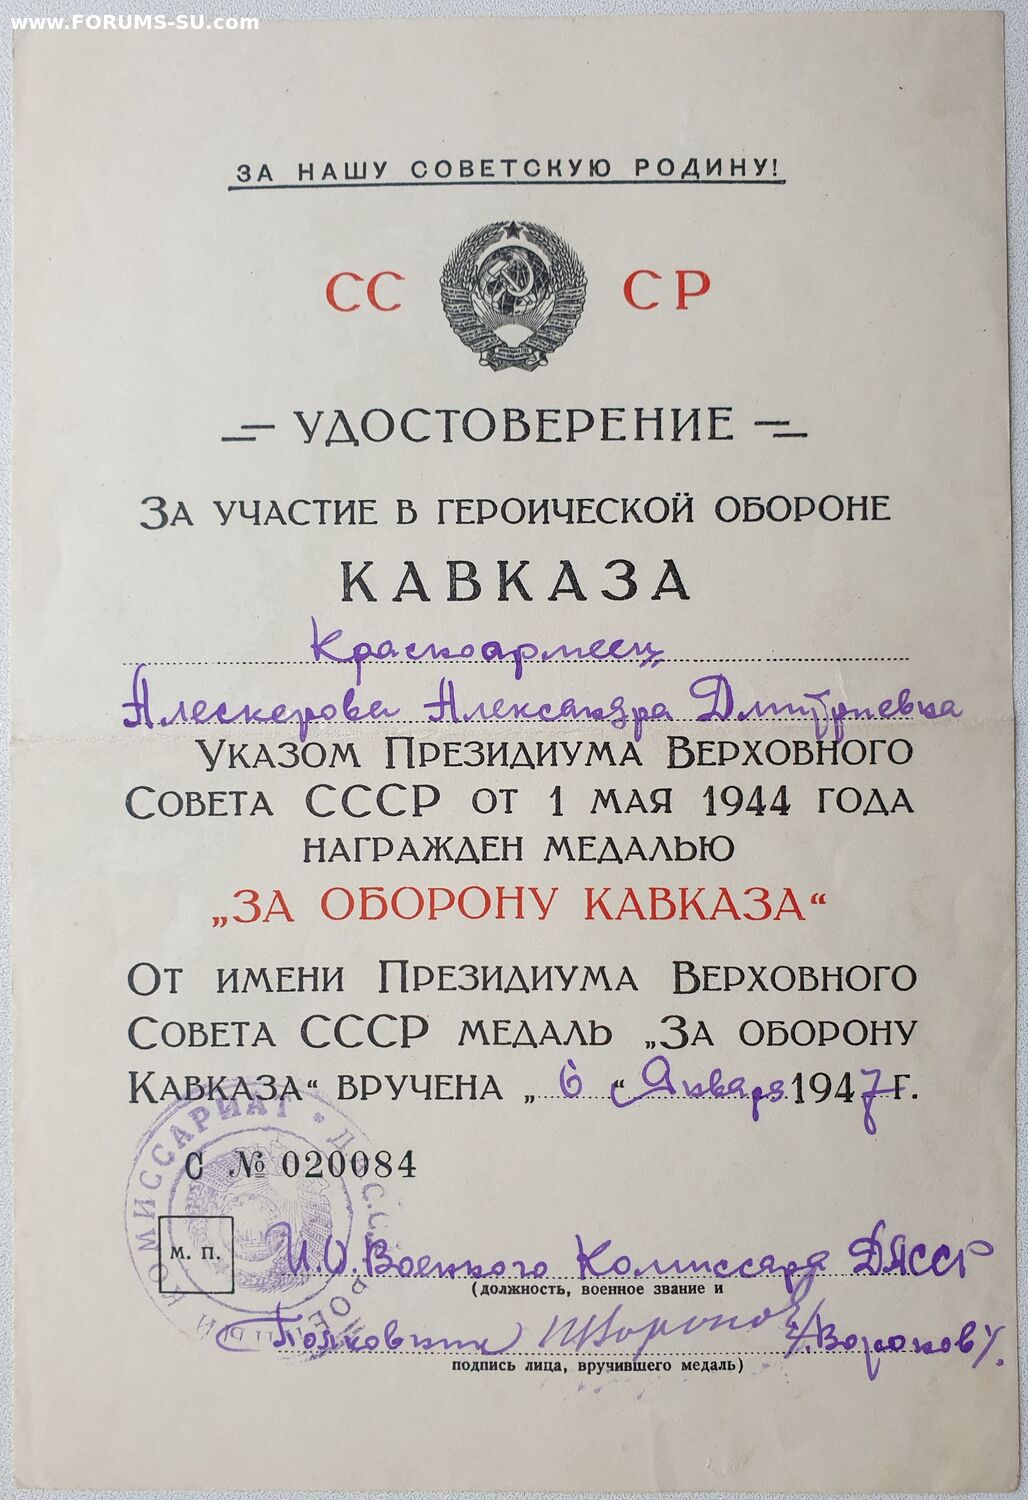 www.FORUMS-SU.com
ЗА НАШУ СОВЕТСКУЮ РОДИНУ!
СС СР
УДОСТОВЕРЕНИЕ
ЗА УЧАСТИЕ В ГЕРОИЧЕСКОЙ ОБОРОНЕ
КАВКАЗА
Красноармеец
Алескерова Александра Дмитриевна
УКАЗОМ ПРЕЗИДИУМА ВЕРХОВНОГО
СОВЕТА СССР ОТ 1 МАЯ 1944 ГОДА
НАГРАЖДЕН МЕДАЛЬЮ
„ЗА ОБОРОНУ КАВКАЗА“
ОТ ИМЕНИ ПРЕЗИДИУМА ВЕРХОВНОГО
СОВЕТА СССР МЕДАЛЬ „ЗА ОБОРОНУ
КАВКАЗА“ ВРУЧЕНА „6“ Января 1947 г.
С № 020084
КОМИССАРИАТ
м. п.
И.О. Военного Комиссара ДАССР
(должность, военное звание и
Полковник /Воронов/.
подпись лица, вручившего медаль)